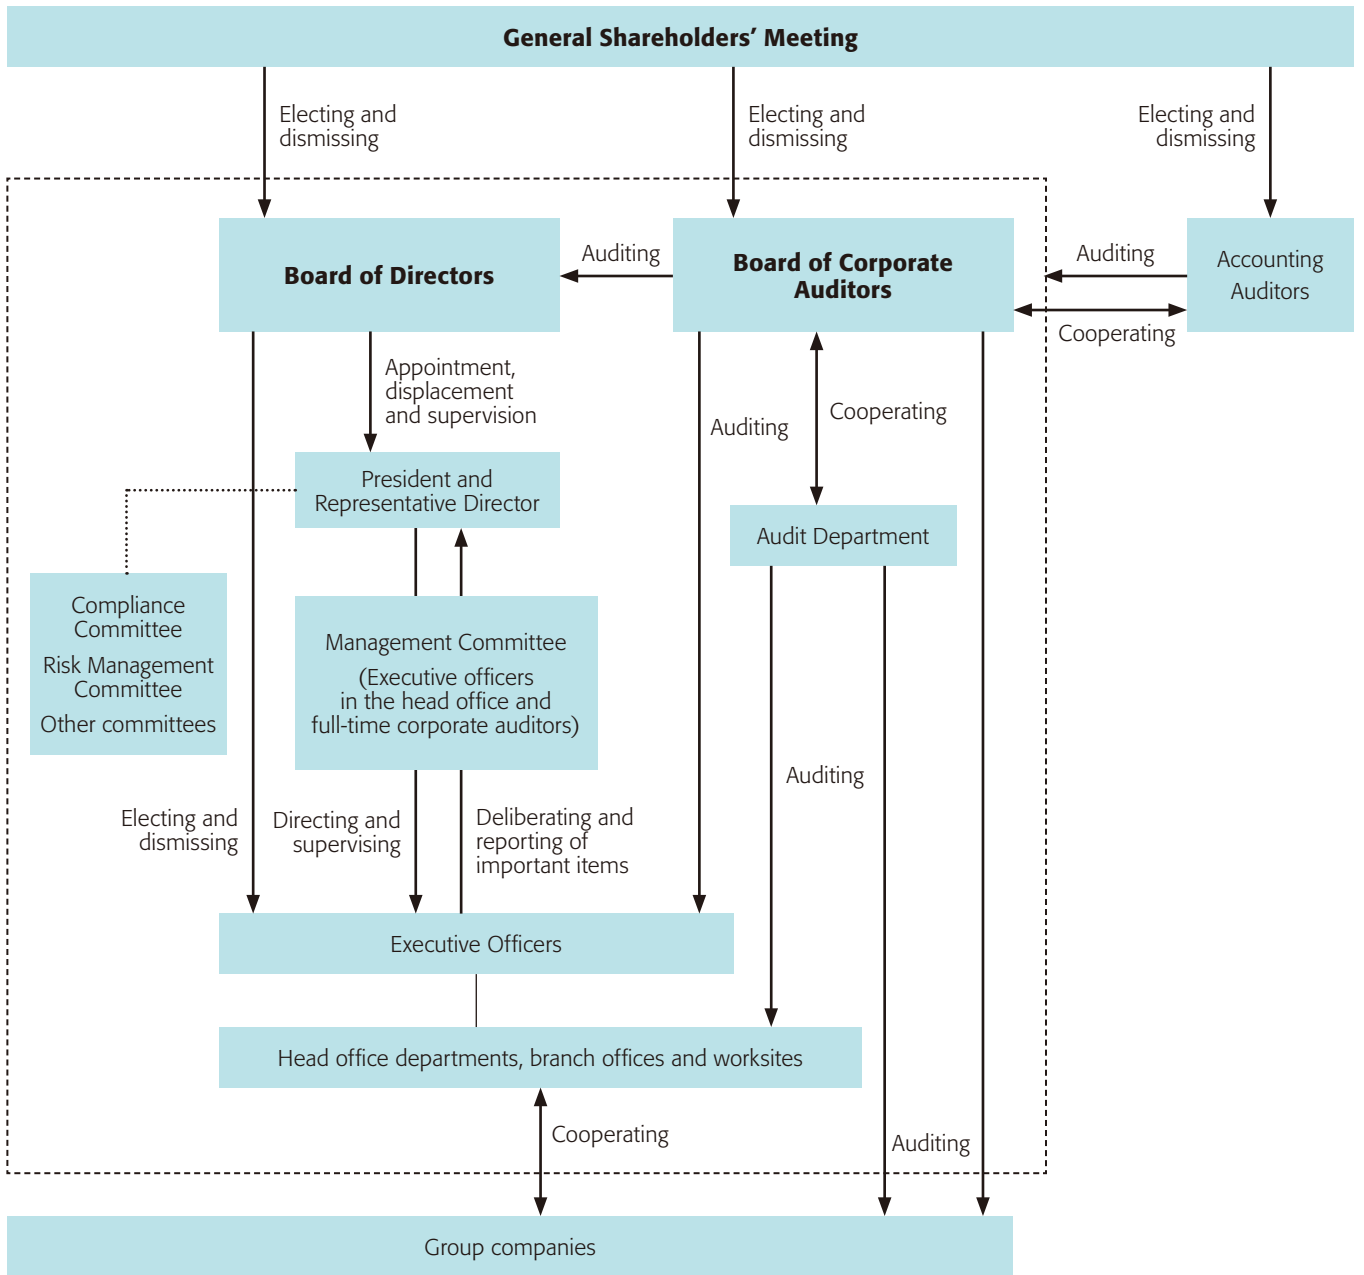 General Shareholders’ Meeting
Electing and
dismissing
Electing and
dismissing
Electing and
dismissing
Board of Directors
Auditing
Board of Corporate
Auditors
Auditing
Cooperating
Accounting
Auditors
Appointment,
displacement
and supervision
Auditing
Cooperating
President and
Representative Director
Audit Department
Compliance
Committee
Risk Management
Committee
Other committees
Management Committee
(Executive officers
in the head office and
full-time corporate auditors)
Auditing
Electing and
dismissing
Directing and
supervising
Deliberating and
reporting of
important items
Executive Officers
Head office departments, branch offices and worksites
Cooperating
Auditing
Group companies